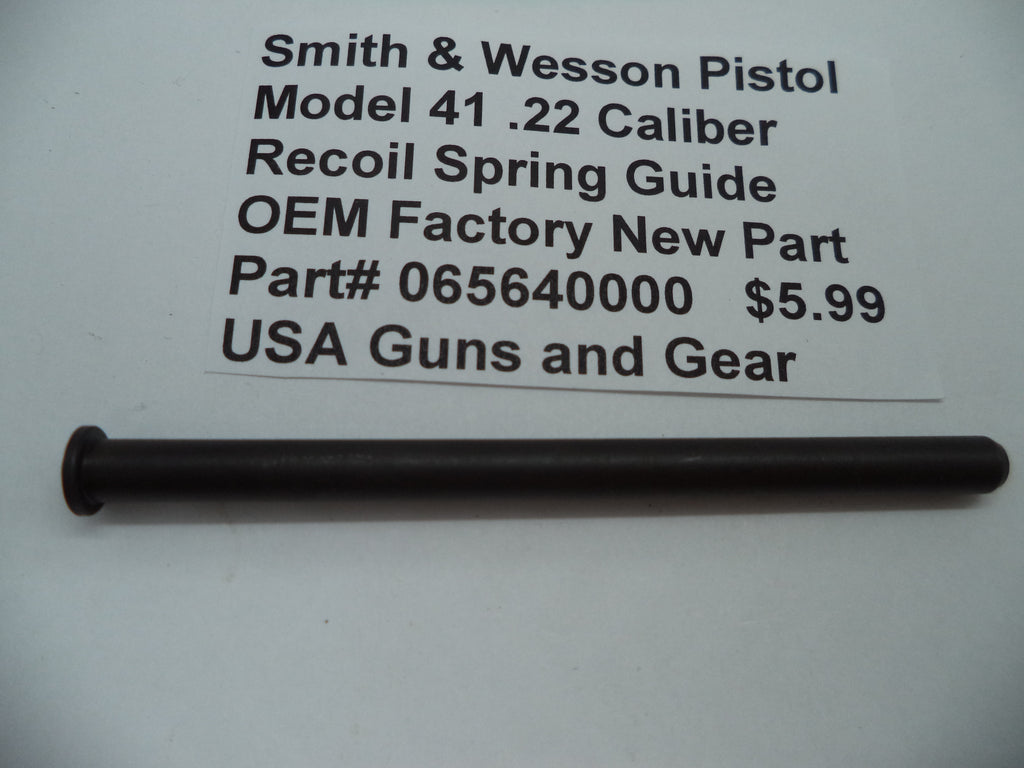 Smith & Wesson Pistol
Model 41 .22 Caliber
Recoil Spring Guide
OEM Factory New Part
Part# 065640000 $5.99
USA Guns and Gear